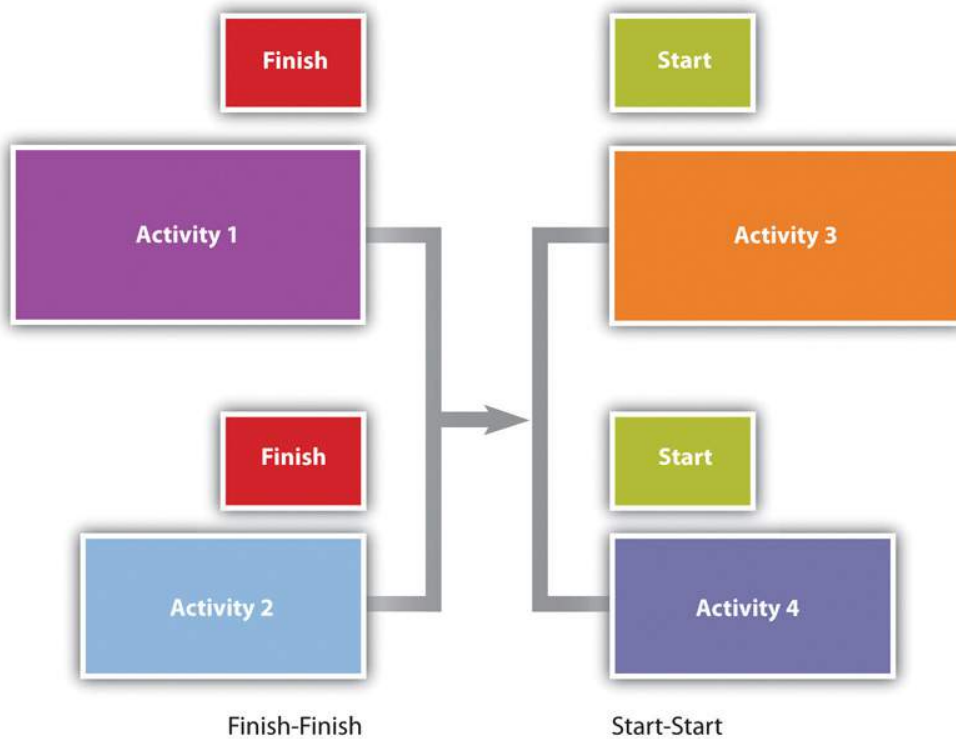 Finish
Start
Activity 1
Activity 3
Finish
Start
Activity 2
Activity 4
Finish-Finish
Start-Start